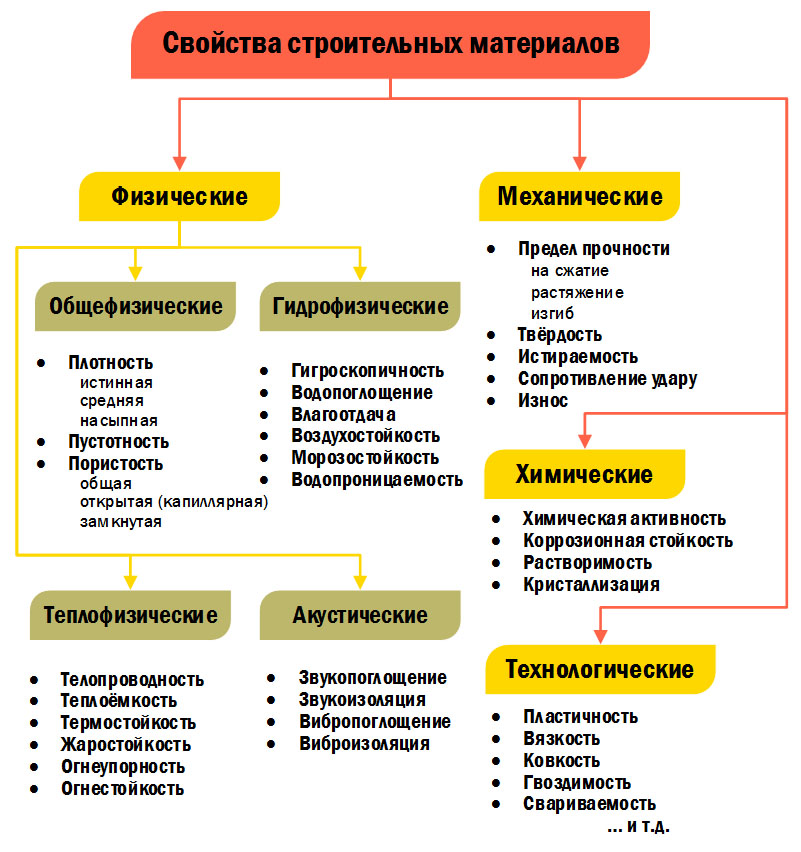 Свойства строительных материалов
Физические
Общефизические
• Плотность
истинная
средняя
насыпная
• Пустотность
• Пористость
общая
открытая (капиллярная)
замкнутая
Гидрофизические
• Гигроскопичность
• Водопоглощение
• Влагоотдача
• Воздухостойкость
• Морозостойкость
• Водопроницаемость
Теплофизические
• Телопроводность
• Теплоёмкость
• Термостойкость
• Жаростойкость
• Огнеупорность
• Огнестойкость
Акустические
• Звукопоглощение
• Звукоизоляция
• Вибропоглощение
• Виброизоляция
Механические
• Предел прочности
на сжатие
растяжение
изгиб
• Твёрдость
• Истираемость
• Сопротивление удару
• Износ
Химические
• Химическая активность
• Коррозионная стойкость
• Растворимость
• Кристаллизация
Технологические
• Пластичность
• Вязкость
• Ковкость
• Гвоздимость
• Свариваемость
... и т.д.